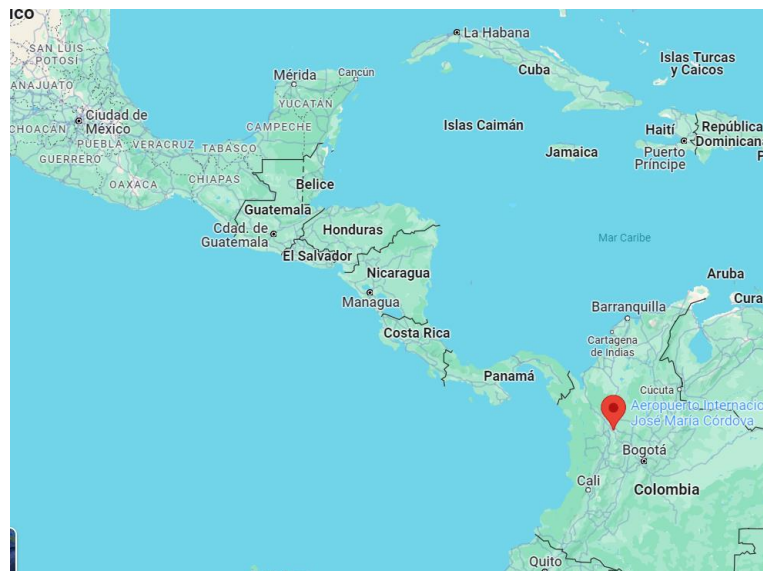 ico
SAN LUIS
POTOSÍ
ANAJUATO
Ciudad de
México
CHOACÁN
PUEBLA
VERACRUZ
GUERRERO
OAXACA
TABASCO
CHIAPAS
Mérida
Cancún
YUCATÁN
CAMPECHE
La Habana
Cuba
Islas Turcas
y Caicos
Islas Caimán
Jamaica
Haití
Puerto
Príncipe
República
Dominicana
P
Belice
Guatemala
Cdad. de
Guatemala
Honduras
El Salvador
Nicaragua
Managua
Costa Rica
Panamá
Mar Caribe
Aruba
Cura
Barranquilla
Cartagena
de Indias
Cúcuta
Aeropuerto Internacio
José María Córdova
Bogotá
Cali
Colombia
Quito